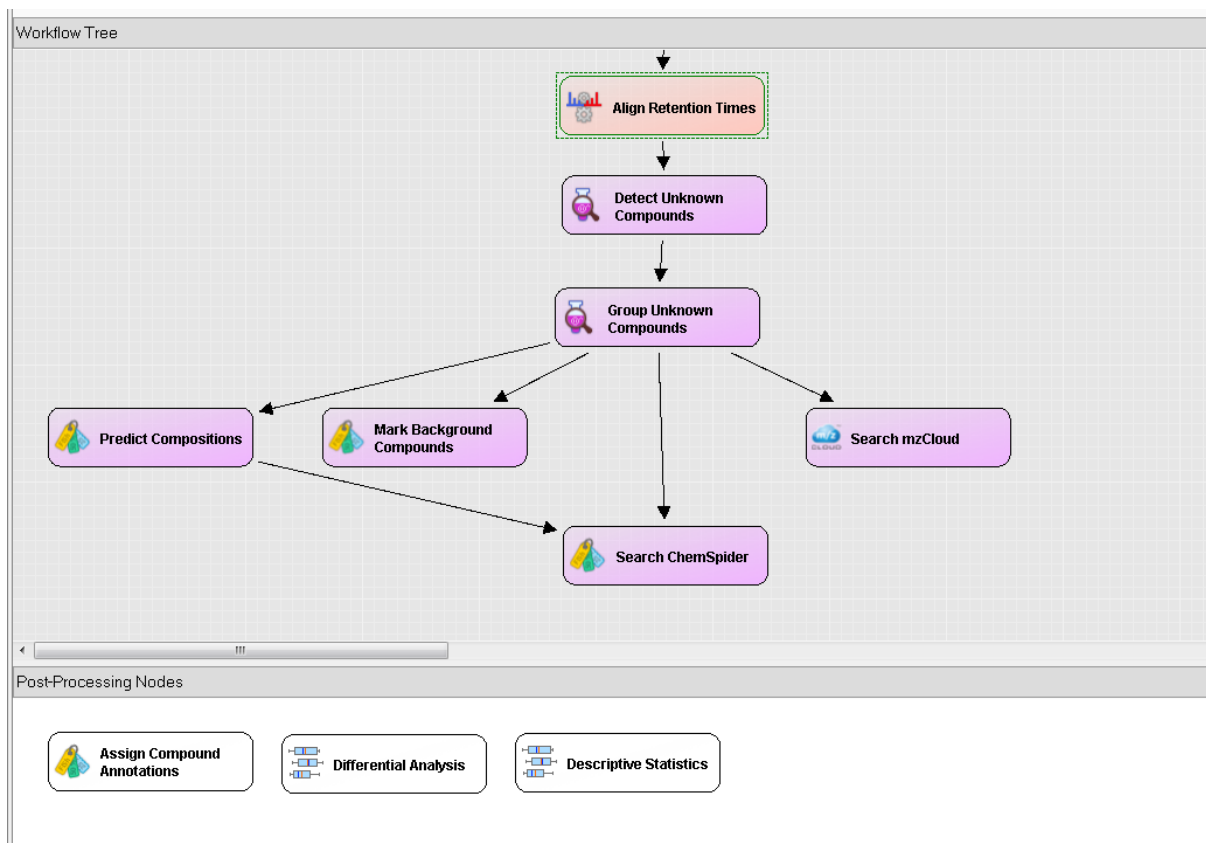 Workflow Tree
Align Retention Times
Detect Unknown
Compounds
Group Unknown
Compounds
Predict Compositions
Mark Background
Compounds
m/z
CLOUD
Search mzCloud
Search ChemSpider
Post-Processing Nodes
Assign Compound
Annotations
Differential Analysis
Descriptive Statistics